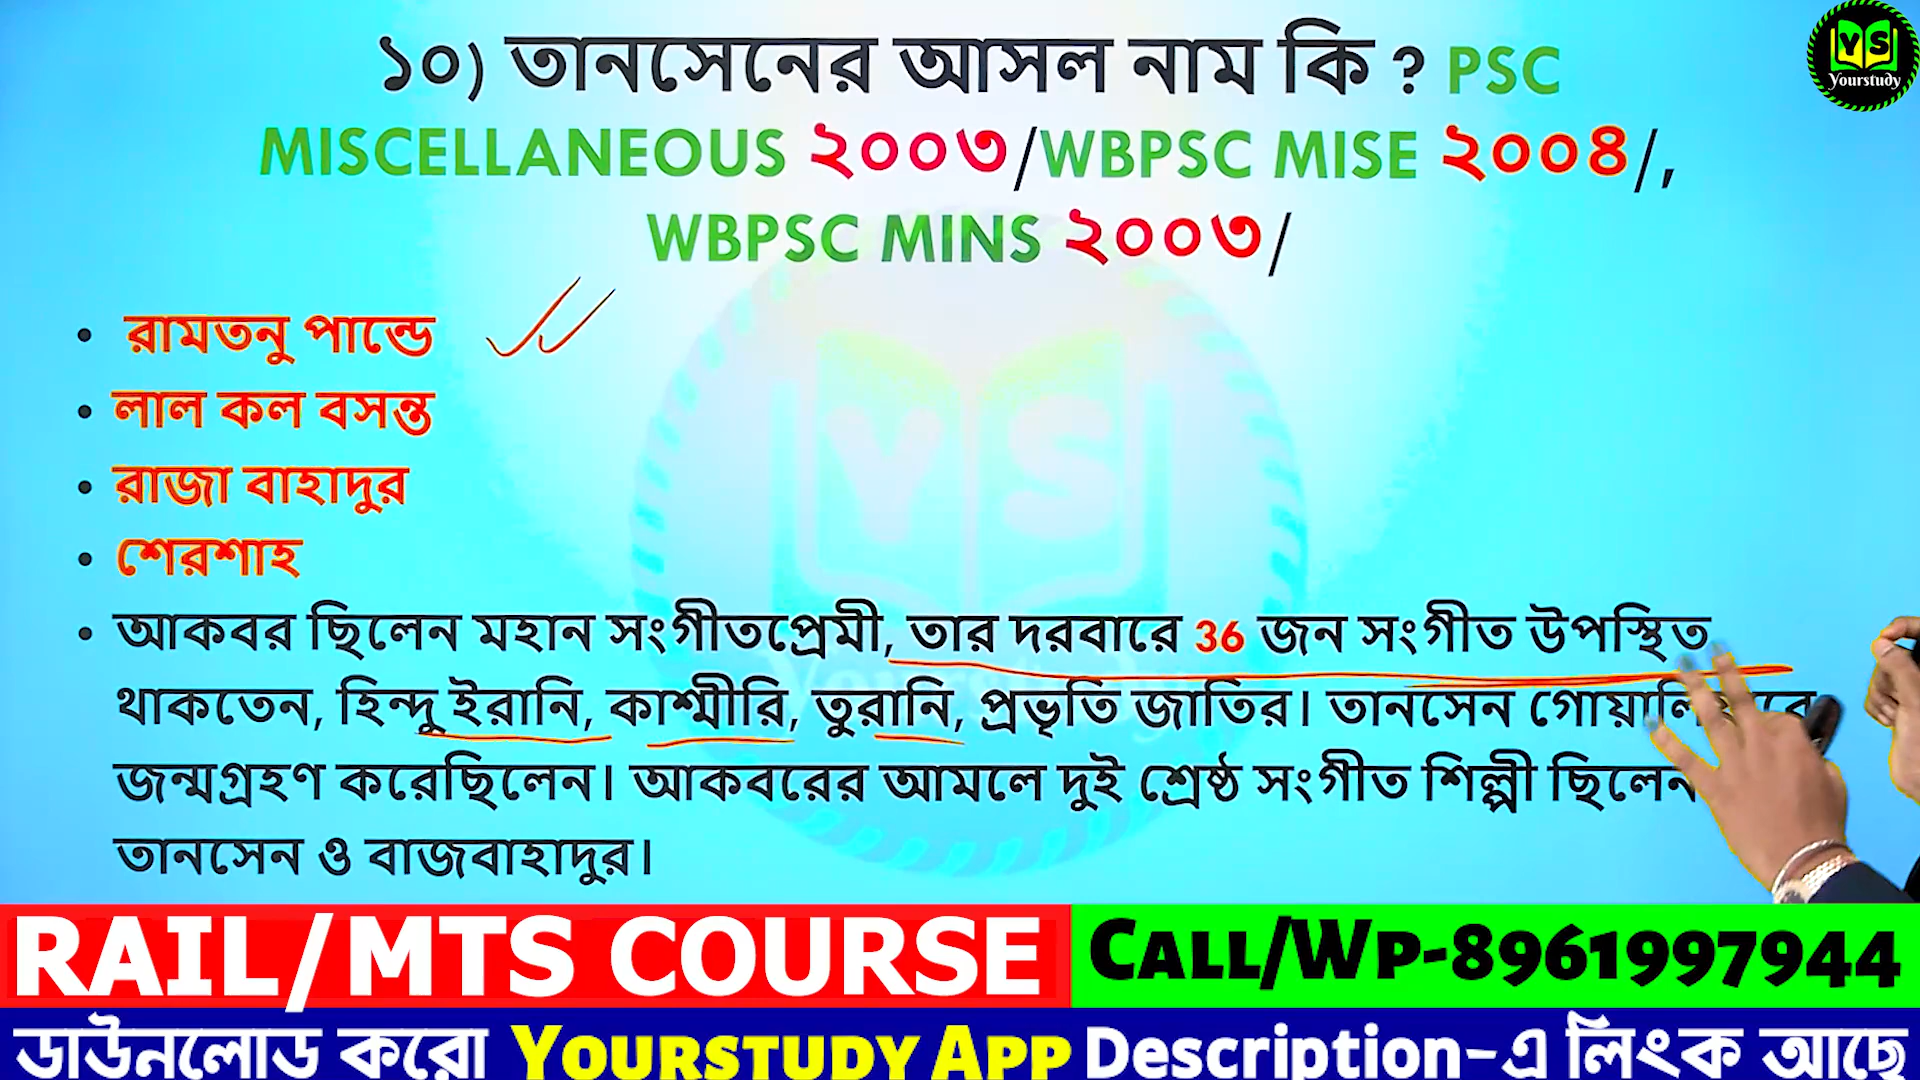 ১০) তানসেনের আসল নাম কি ? PSC
MISCELLANEOUS ২০০৩/WBPSC MISE ২০০৪/,
WBPSC MINS ২০০৩/
• রামতনু পান্ডে
• লাল কল বসন্ত
• রাজা বাহাদুর
• শেরশাহ
• আকবর ছিলেন মহান সংগীতপ্রেমী, তার দরবারে 36 জন সংগীত উপস্থিত
থাকতেন, হিন্দু ইরানি, কাশ্মীরি, তুরানি, প্রভৃতি জাতির। তানসেন
জন্মগ্রহণ করেছিলেন। আকবরের আমলে দুই শ্রেষ্ঠ সংগীত শিল্পী ছিলেন
তানসেন ও বাজবাহাদুর।
YS
Yourstudy
RAIL/MTS COURSE
CALL/WP-8961997944
ডাউনলোড করো YOURSTUDY APP Description-এ লিংক আছে